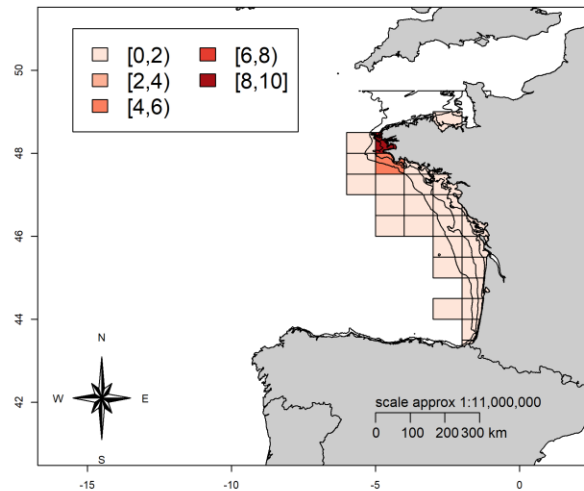 [0,2) [6,8)
[2,4) [8,10]
[4,6)
50
48
46
44
42
N
W E
S
scale approx 1:11,000,000
0 100 200 300 km
-15 -10 -5 0